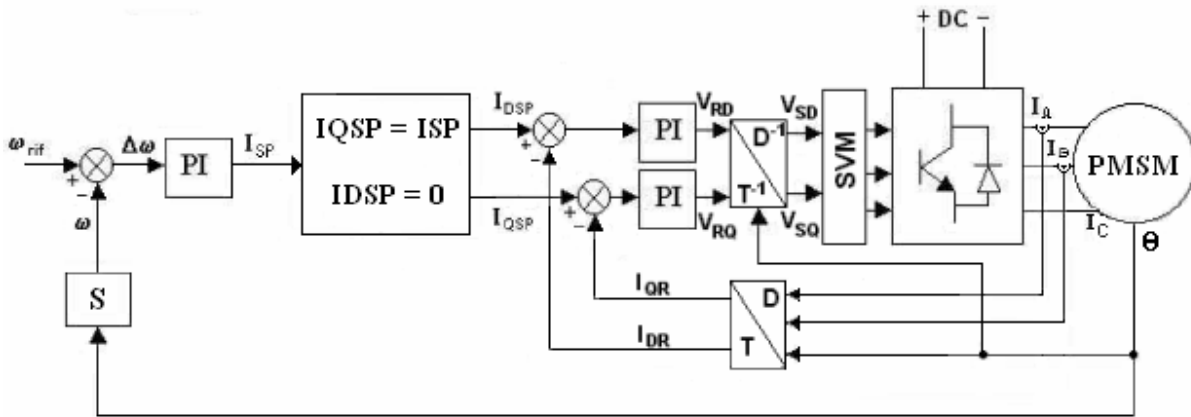 + DC −
I_DSP
V_RD
V_SD
I_A
ω_rif
Δω
I_SP
IQSP = ISP
+
−
PI
D⁻¹
SVM
I_B
PMSM
+
−
PI
IDSP = 0
+
−
PI
T⁻¹
ω
I_QSP
V_RQ
V_SQ
I_C
Θ
S
I_QR
D
I_DR
T